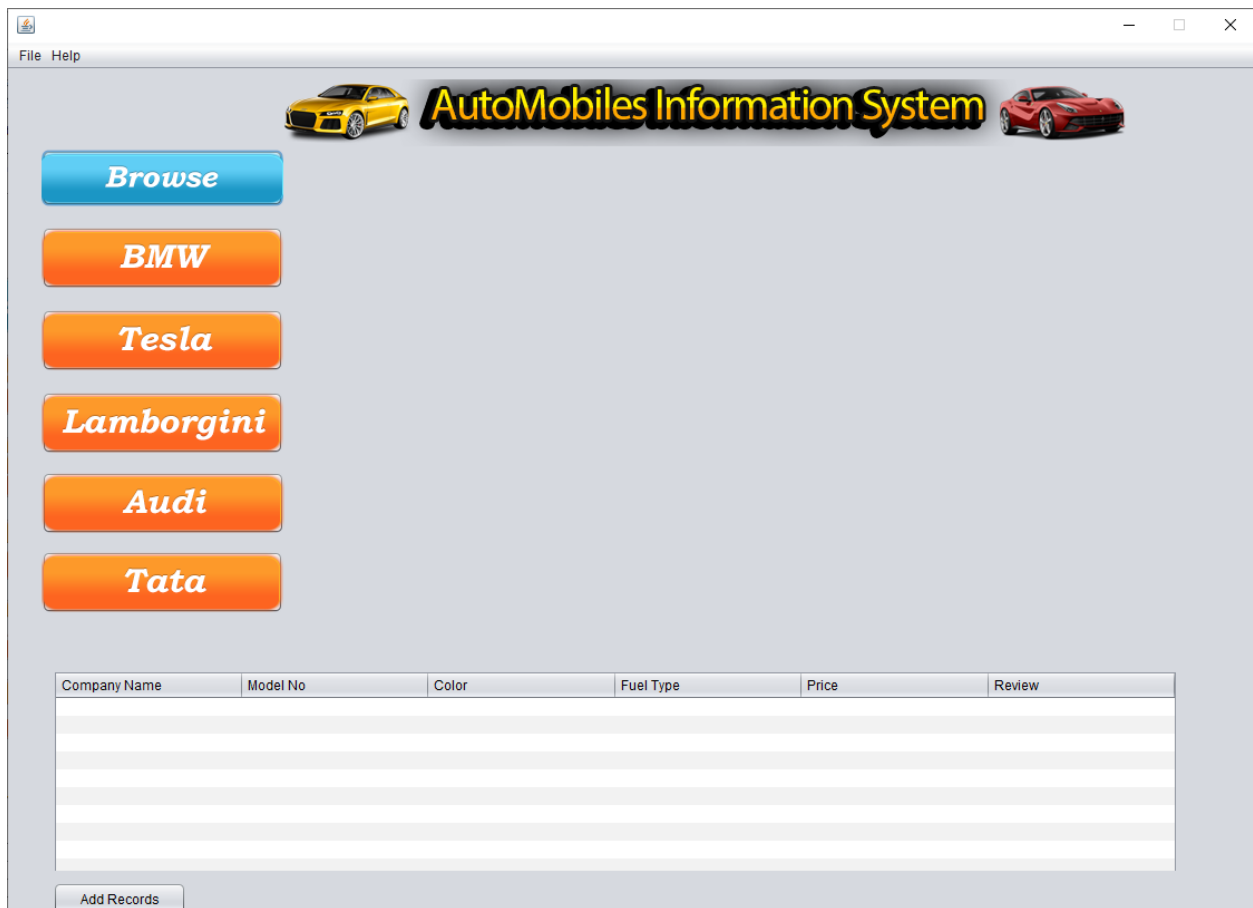 File Help
AutoMobiles Information System
Browse
BMW
Tesla
Lamborgini
Audi
Tata
Company Name Model No Color Fuel Type Price Review
Add Records